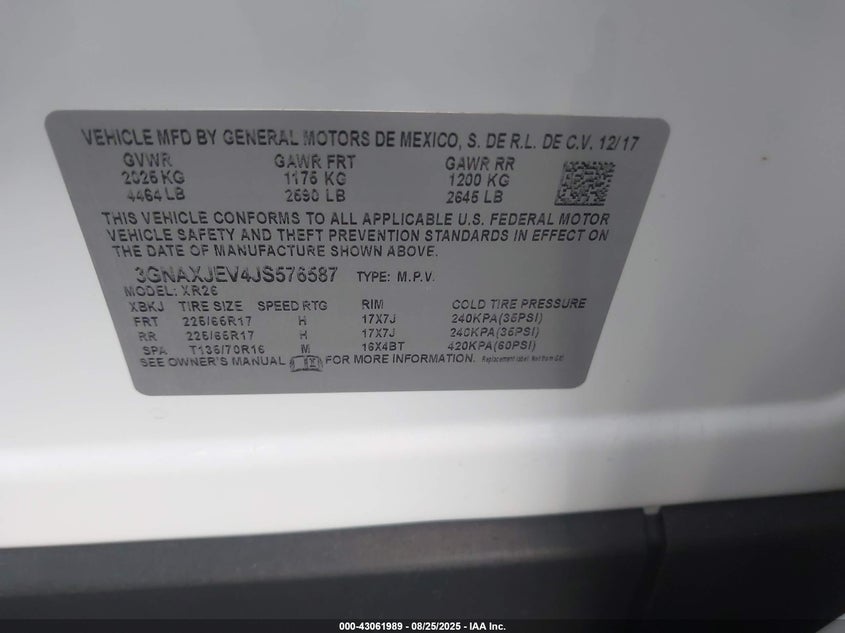 VEHICLE MFD BY GENERAL MOTORS DE MEXICO, S. DE R.L. DE C.V. 12/17
GVWR GAWR FRT GAWR RR
2025 KG 1175 KG 1200 KG
4464 LB 2590 LB 2645 LB
THIS VEHICLE CONFORMS TO ALL APPLICABLE U.S. FEDERAL MOTOR
VEHICLE SAFETY AND THEFT PREVENTION STANDARDS IN EFFECT ON
THE DATE OF MANUFACTURE SHOWN ABOVE.
3GNAXJEV4JS576587 TYPE: M.P.V.
MODEL: XR26
XBKJ TIRE SIZE SPEED RTG RIM COLD TIRE PRESSURE
FRT 225/65R17 H 17X7J 240KPA(35PSI)
RR 225/65R17 H 17X7J 240KPA(35PSI)
SPA T135/70R16 M 16X4BT 420KPA(60PSI)
SEE OWNER'S MANUAL FOR MORE INFORMATION. Replacement label. Not from GID
000-43061989 - 08/25/2025 - IAA Inc.